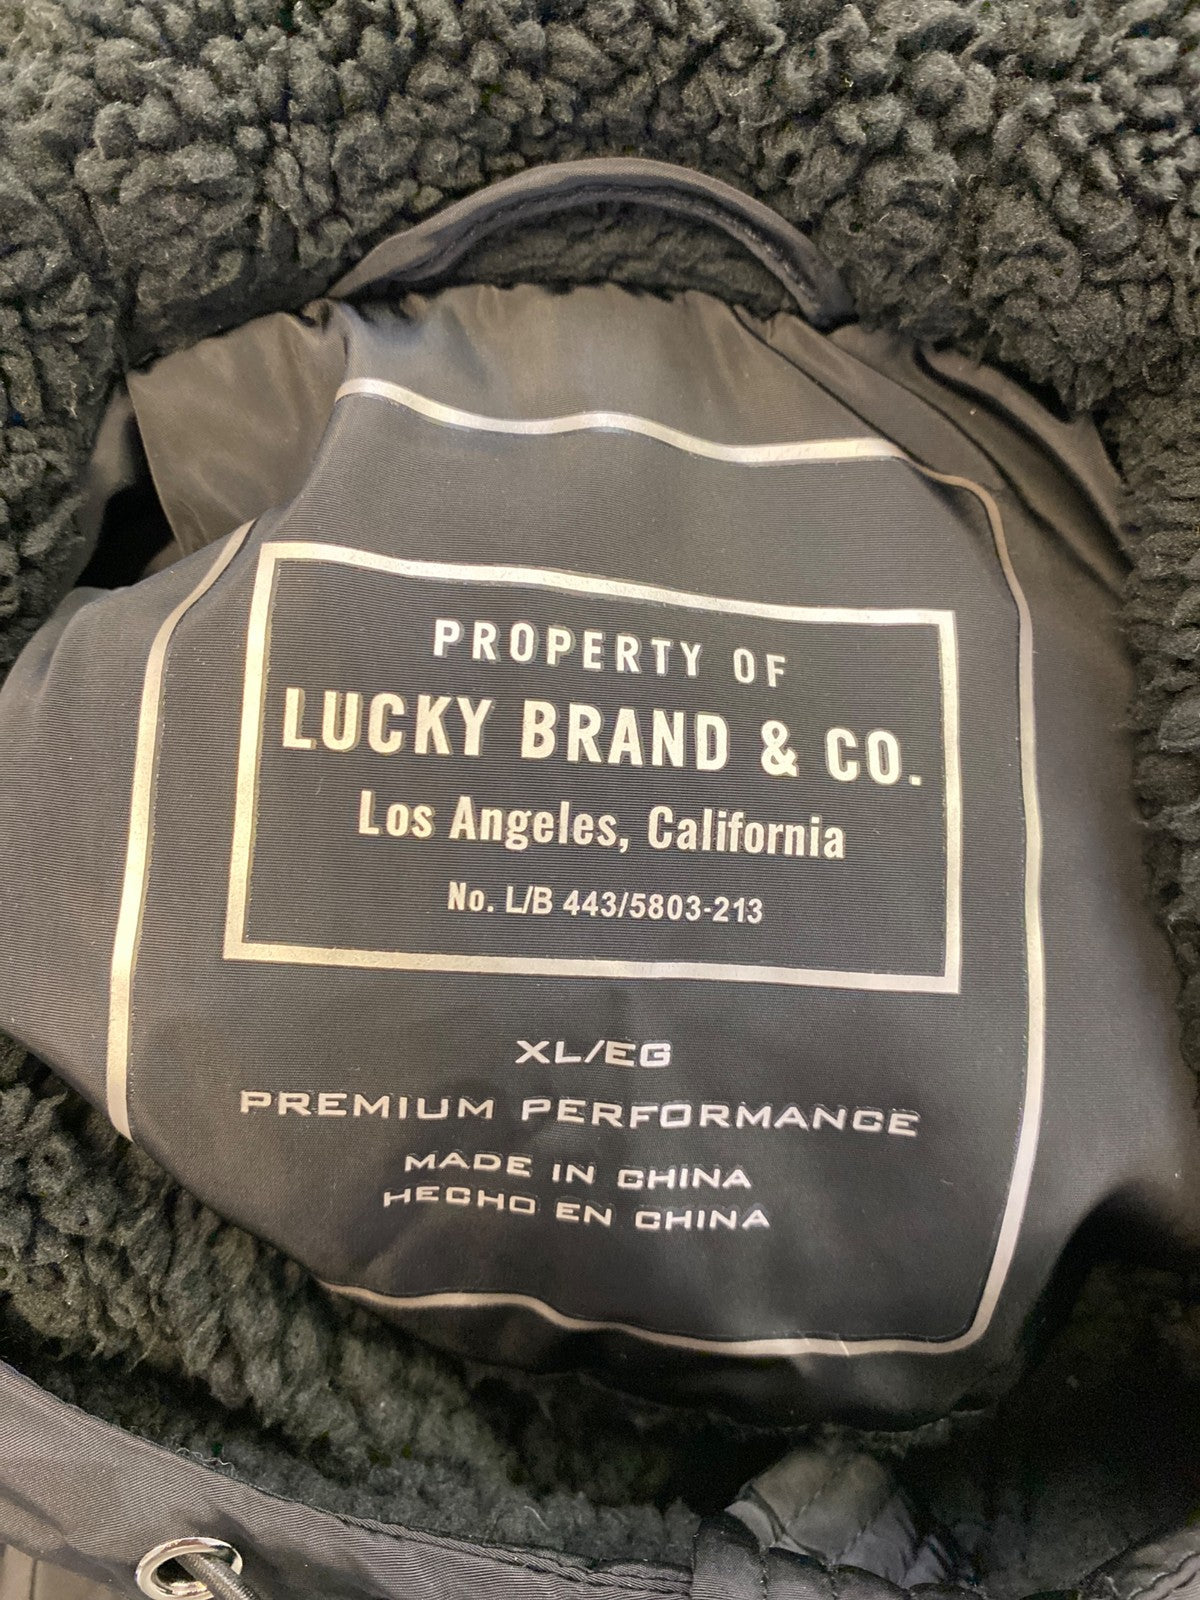 PROPERTY OF
LUCKY BRAND & CO.
Los Angeles, California
No. L/B 443/5803-213
XL/EG
PREMIUM PERFORMANCE
MADE IN CHINA
HECHO EN CHINA